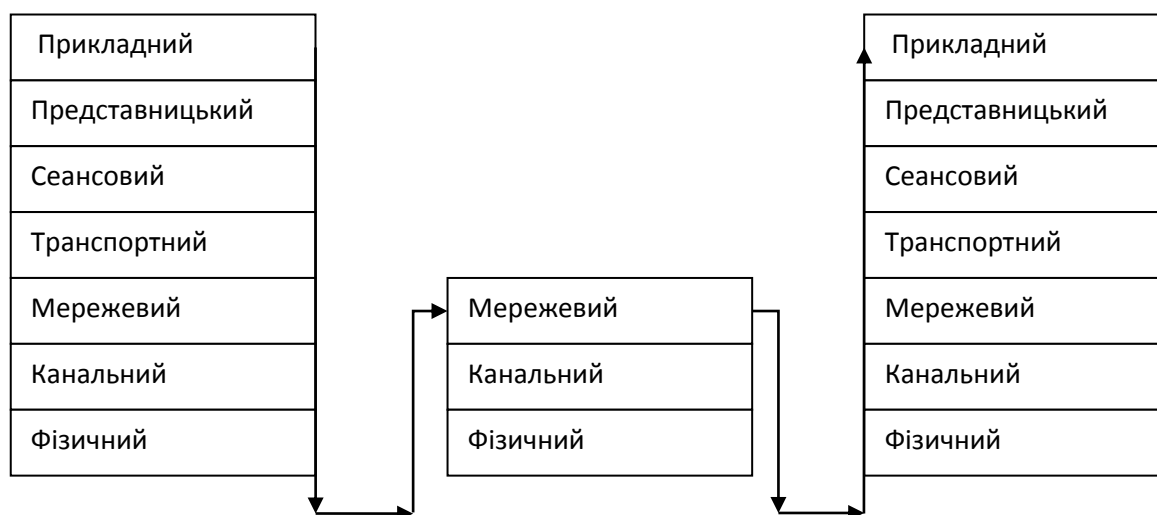 Прикладний
Представницький
Сеансовий
Транспортний
Мережевий
Канальний
Фізичний
Мережевий
Канальний
Фізичний
Прикладний
Представницький
Сеансовий
Транспортний
Мережевий
Канальний
Фізичний